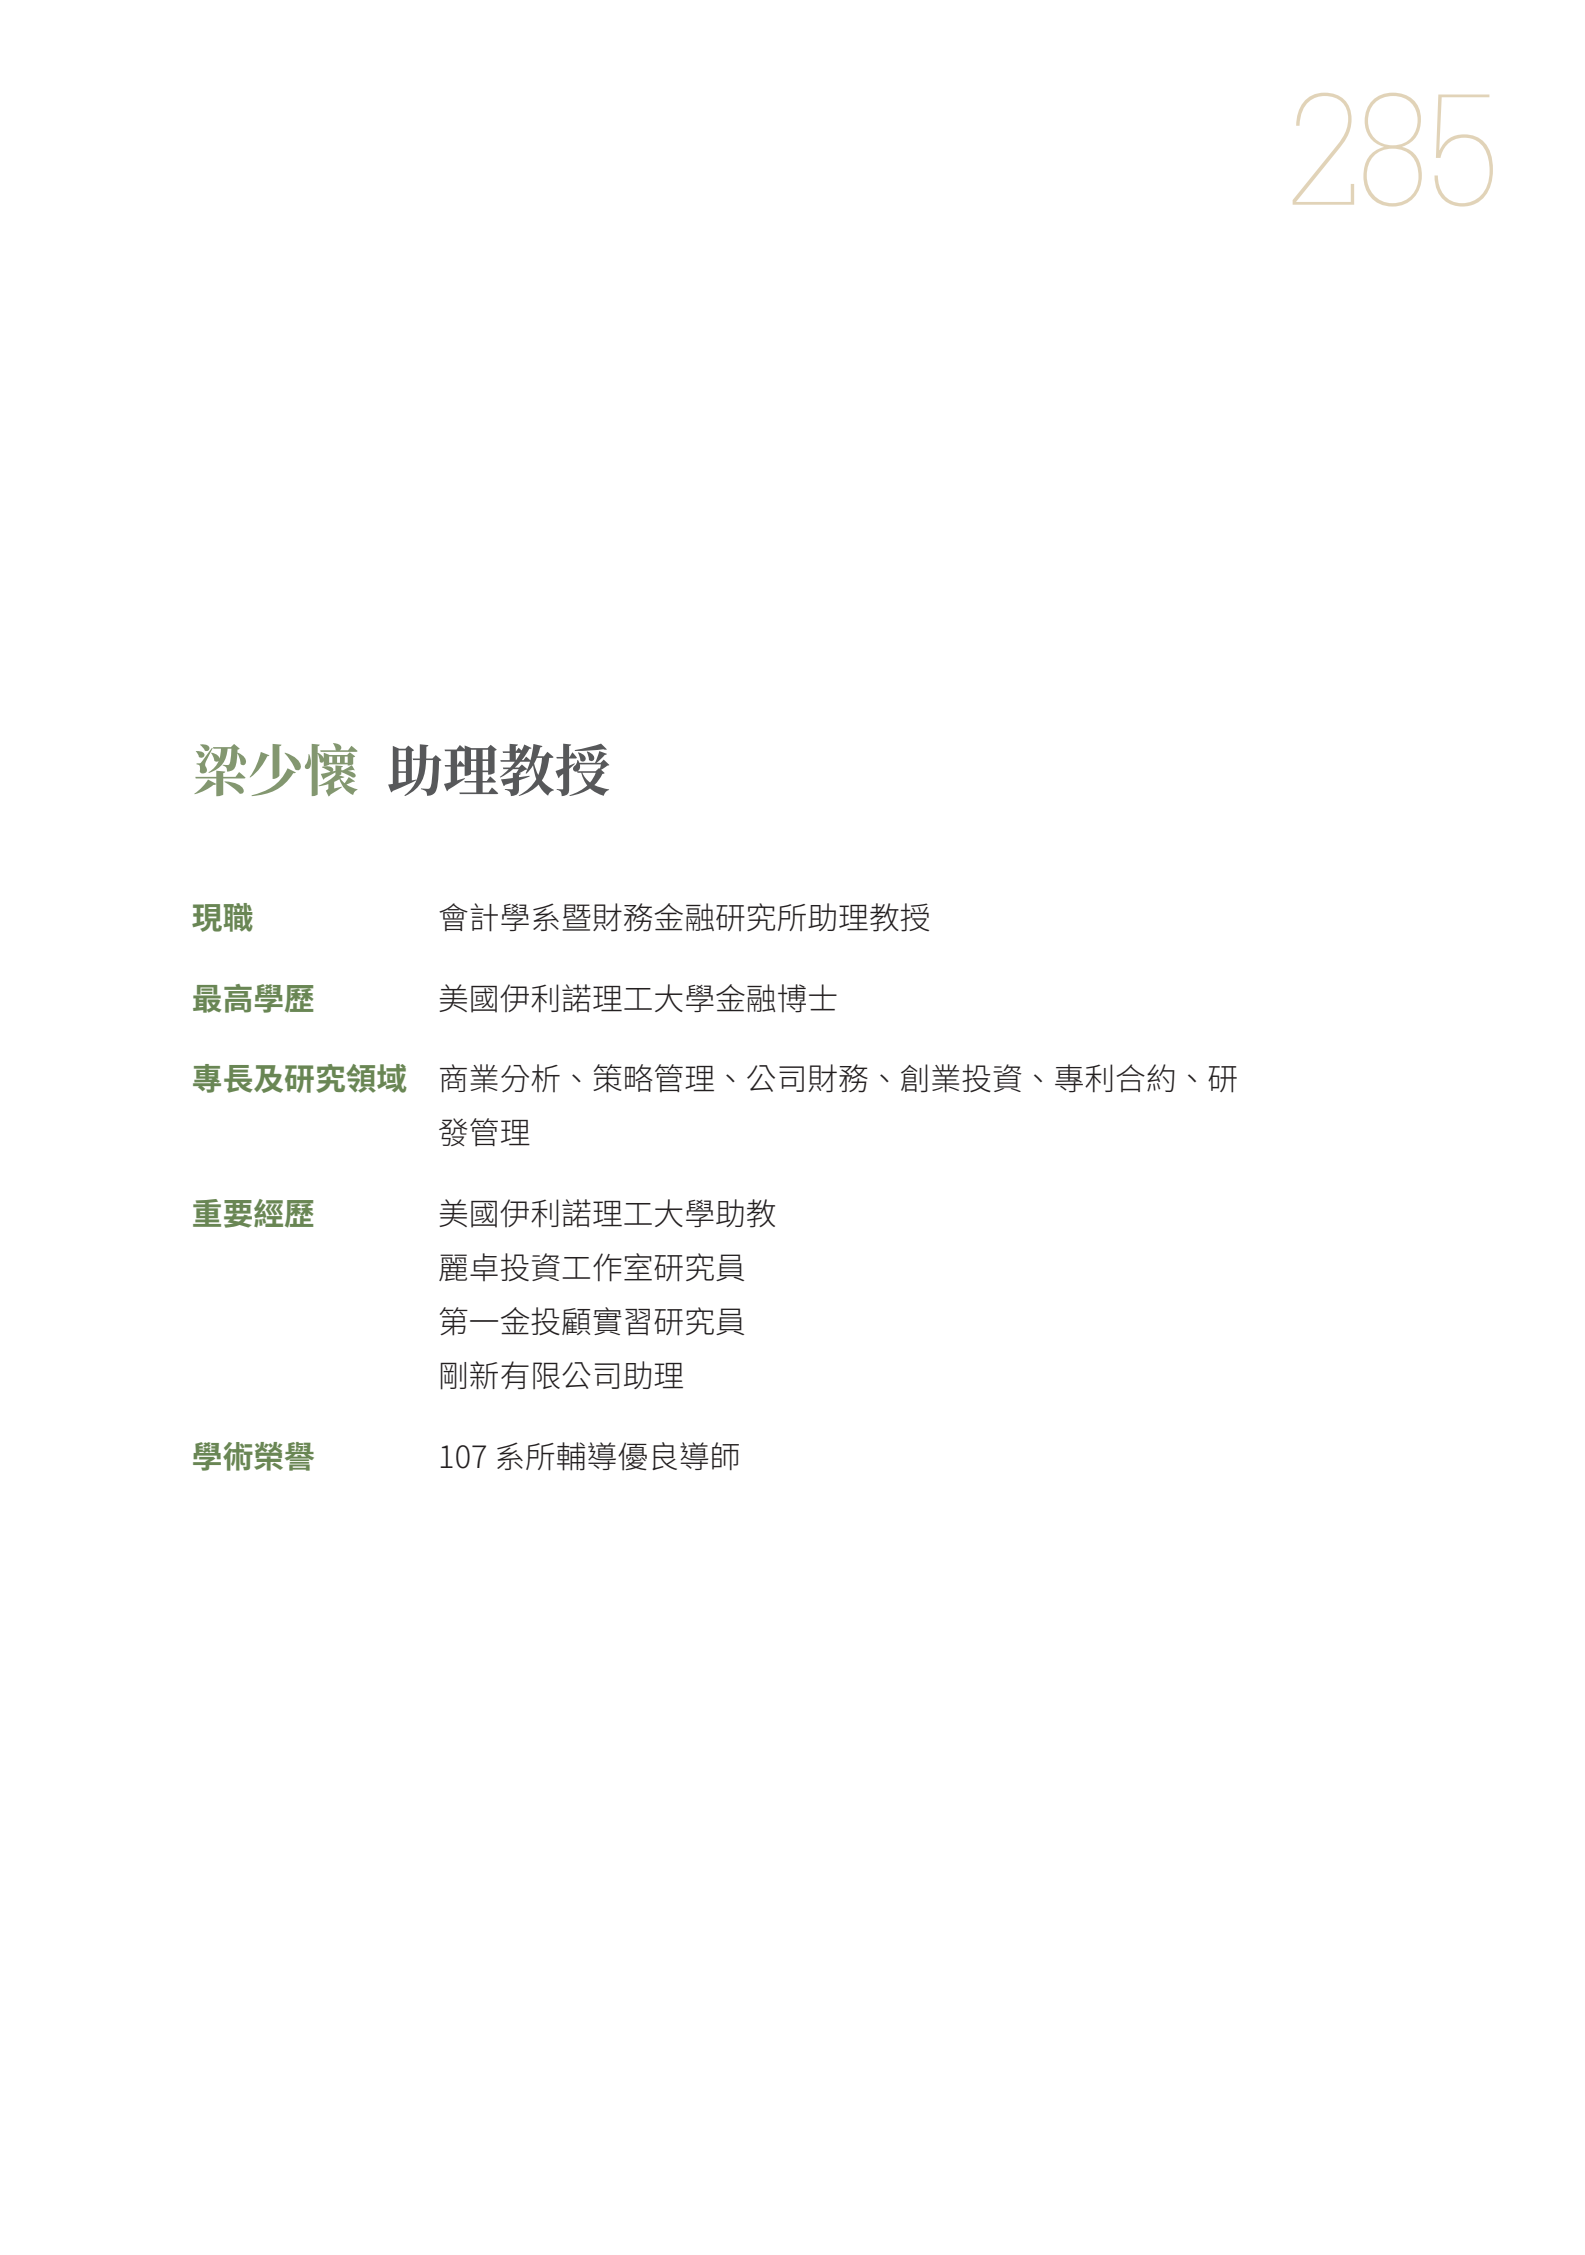 285
梁少懷 助理教授
現職 會計學系暨財務金融研究所助理教授
最高學歷 美國伊利諾理工大學金融博士
專長及研究領域 商業分析、策略管理、公司財務、創業投資、專利合約、研
發管理
重要經歷 美國伊利諾理工大學助教
麗卓投資工作室研究員
第一金投顧實習研究員
剛新有限公司助理
學術榮譽 107 系所輔導優良導師